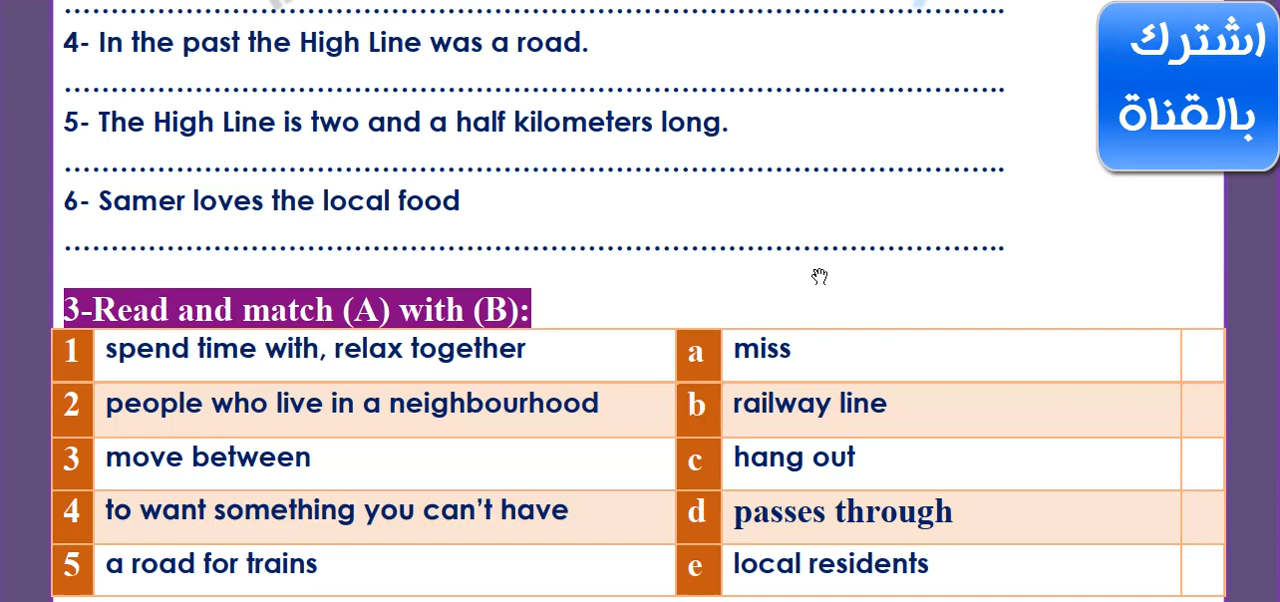 4- In the past the High Line was a road.
5- The High Line is two and a half kilometers long.
6- Samer loves the local food
3-Read and match (A) with (B):
1 spend time with, relax together a miss
2 people who live in a neighbourhood b railway line
3 move between c hang out
4 to want something you can’t have d passes through
5 a road for trains e local residents
اشترك
بالقناة